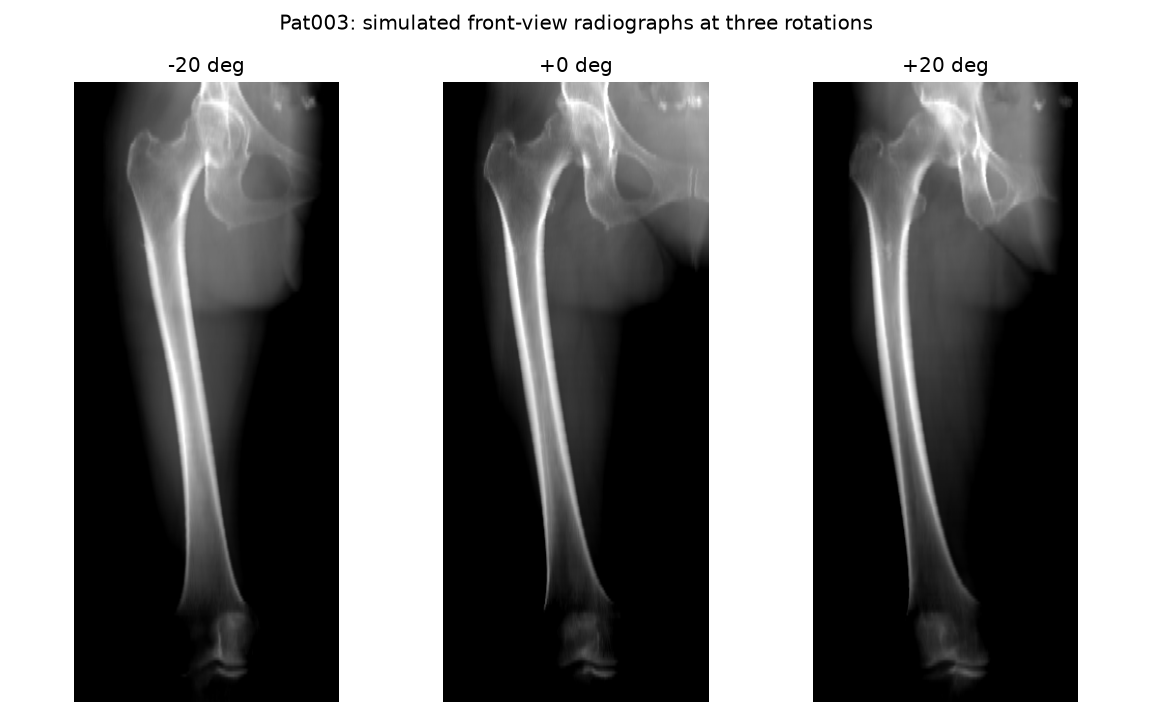 Pat003: simulated front-view radiographs at three rotations
-20 deg
+0 deg
+20 deg